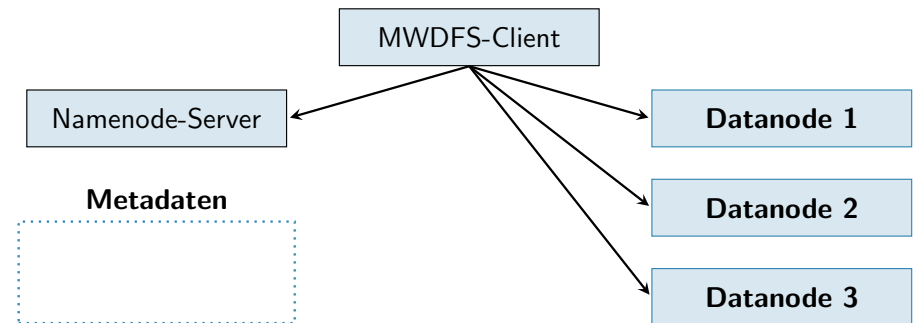 MWDFS-Client
Namenode-Server
Datanode 1
Metadaten
Datanode 2
Datanode 3